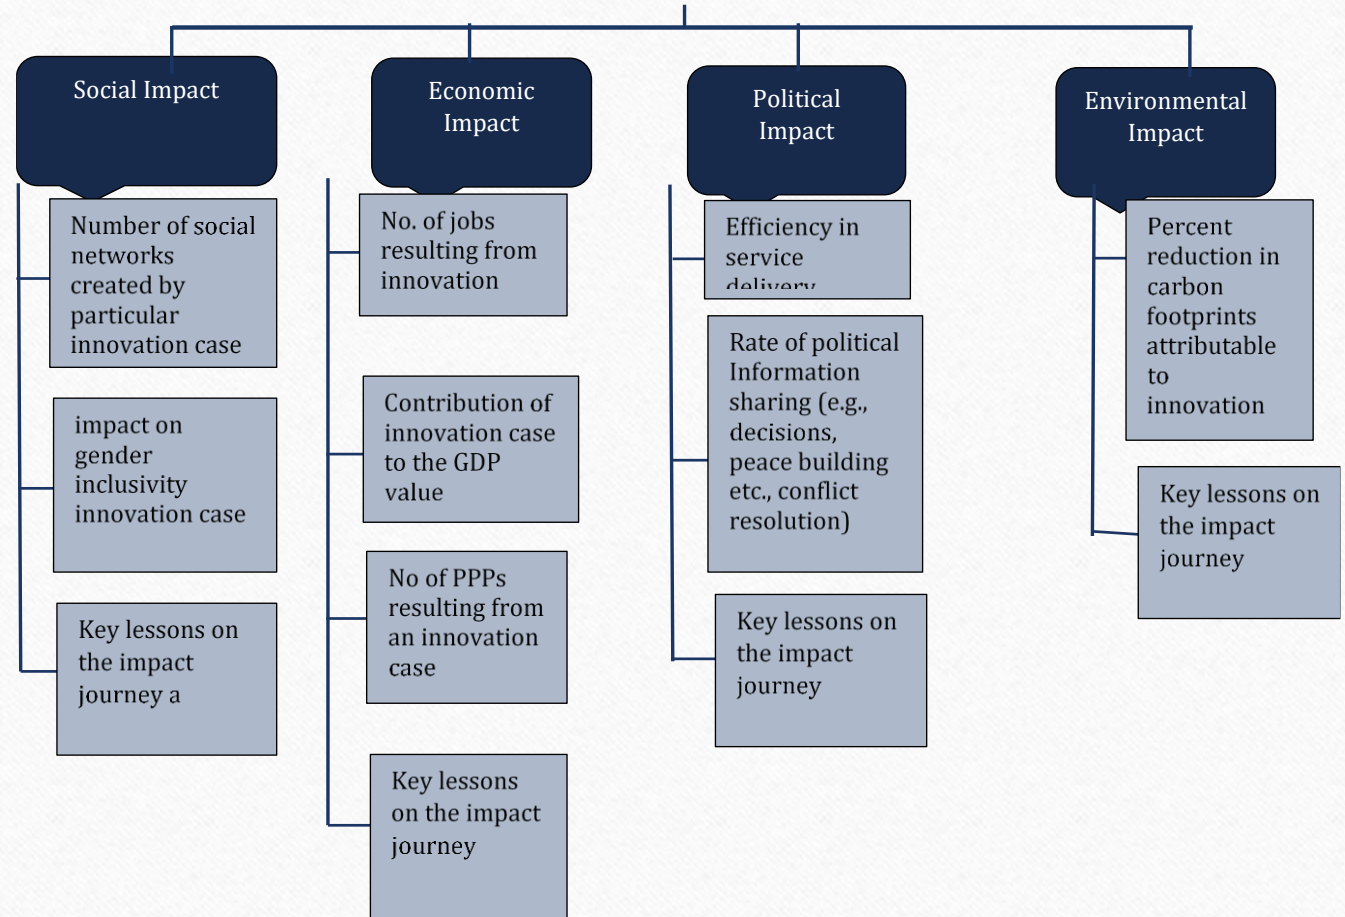 Social Impact
Number of social
networks
created by
particular
innovation case
impact on
gender
inclusivity
innovation case
Key lessons on
the impact
journey a
Economic
Impact
No. of jobs
resulting from
innovation
Contribution of
innovation case
to the GDP
value
No of PPPs
resulting from
an innovation
case
Key lessons
on the impact
journey
Political
Impact
Efficiency in
service
delivery
Rate of political
Information
sharing (e.g.,
decisions,
peace building
etc., conflict
resolution)
Key lessons on
the impact
journey
Environmental
Impact
Percent
reduction in
carbon
footprints
attributable
to
innovation
Key lessons on
the impact
journey